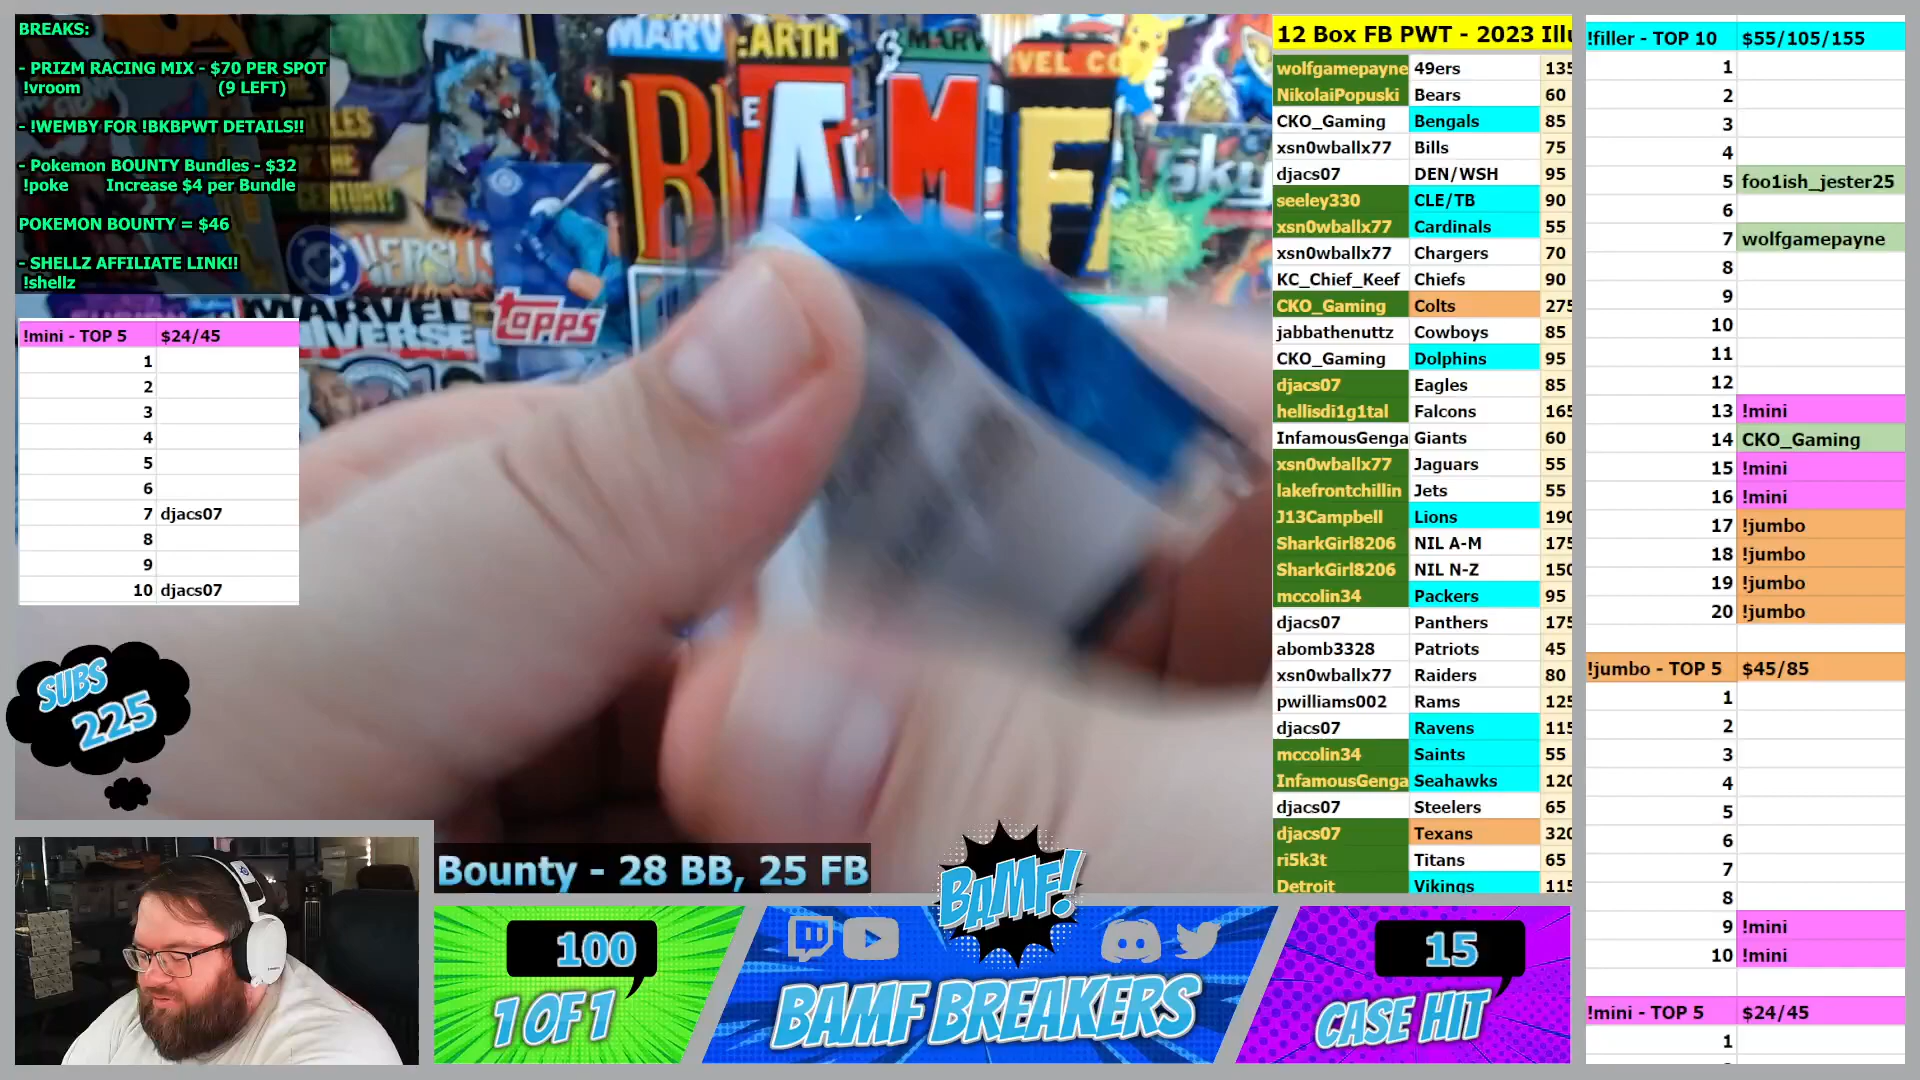 BREAKS:
- PRIZM RACING MIX - $70 PER SPOT
!vroom (9 LEFT)
- !WEMBY FOR !BKBPWT DETAILS!!
- Pokemon BOUNTY Bundles - $32
!poke Increase $4 per Bundle
POKEMON BOUNTY = $46
- SHELLZ AFFILIATE LINK!!
!shellz
!mini - TOP 5 $24/45
1
2
3
4
5
6
7 djacs07
8
9
10 djacs07
SUBS
225
MARV EARTH MARV VEL CO
BAMF
VERSUS
MARVEL
UNIVERSE
topps
Sky
Bounty - 28 BB, 25 FB
BAMF!
100
1 OF 1
BAMF BREAKERS
15
CASE HIT
12 Box FB PWT - 2023 Illu
wolfgamepayne 49ers 135
NikolaiPopuski Bears 60
CKO_Gaming Bengals 85
xsn0wballx77 Bills 75
djacs07 DEN/WSH 95
seeley330 CLE/TB 90
xsn0wballx77 Cardinals 55
xsn0wballx77 Chargers 70
KC_Chief_Keef Chiefs 90
CKO_Gaming Colts 275
jabbathenuttz Cowboys 85
CKO_Gaming Dolphins 95
djacs07 Eagles 85
hellisdi1g1tal Falcons 165
InfamousGenga Giants 60
xsn0wballx77 Jaguars 55
lakefrontchillin Jets 55
J13Campbell Lions 190
SharkGirl8206 NIL A-M 175
SharkGirl8206 NIL N-Z 150
mccolin34 Packers 95
djacs07 Panthers 175
abomb3328 Patriots 45
xsn0wballx77 Raiders 80
pwilliams002 Rams 125
djacs07 Ravens 115
mccolin34 Saints 55
InfamousGenga Seahawks 120
djacs07 Steelers 65
djacs07 Texans 320
ri5k3t Titans 65
Detroit Vikings 115
!filler - TOP 10 $55/105/155
1
2
3
4
5 foo1ish_jester25
6
7 wolfgamepayne
8
9
10
11
12
13 !mini
14 CKO_Gaming
15 !mini
16 !mini
17 !jumbo
18 !jumbo
19 !jumbo
20 !jumbo
!jumbo - TOP 5 $45/85
1
2
3
4
5
6
7
8
9 !mini
10 !mini
!mini - TOP 5 $24/45
1